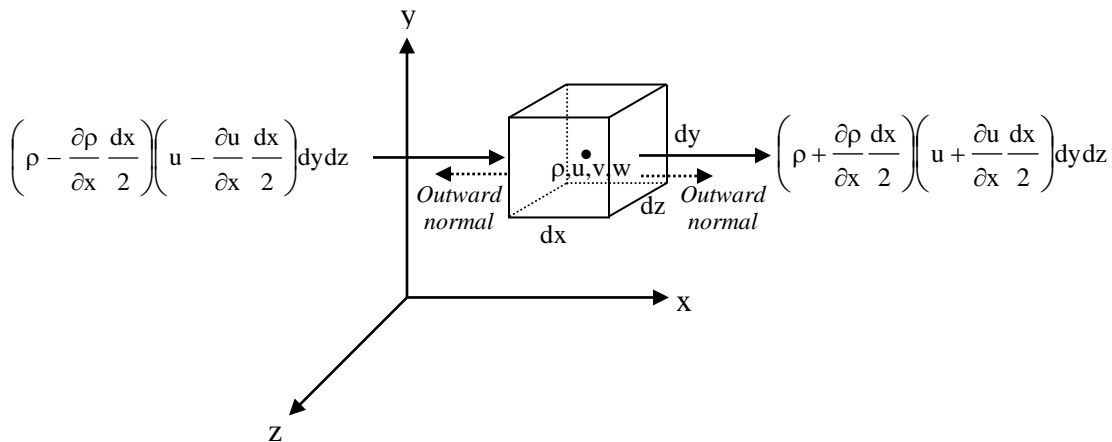 y
(ρ − ∂ρ/∂x dx/2)(u − ∂u/∂x dx/2)dydz
dy
(ρ + ∂ρ/∂x dx/2)(u + ∂u/∂x dx/2)dydz
ρ,u,v,w
Outward
normal
dz
Outward
normal
dx
x
z